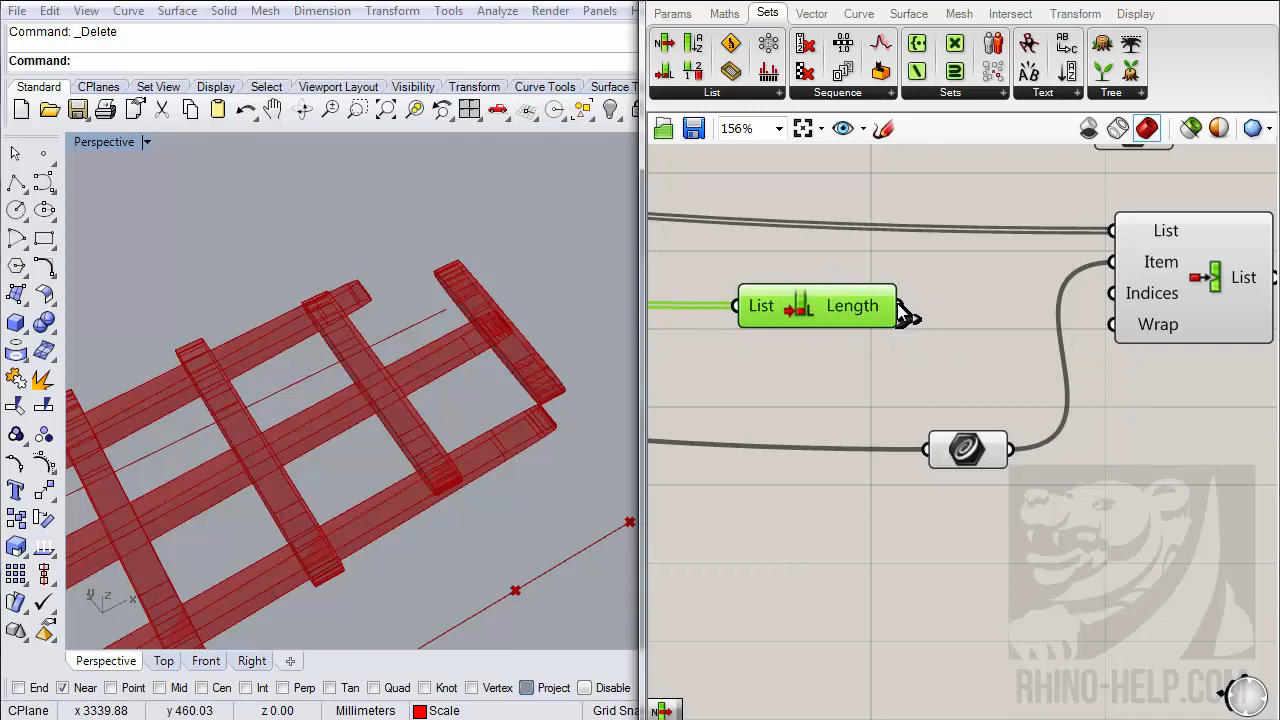 File Edit View Curve Surface Solid Mesh Dimension Transform Tools Analyze Render Panels
Command: _Delete
Command:
Standard CPlanes Set View Display Select Viewport Layout Visibility Transform Curve Tools Surface T
Perspective
y z x
Perspective Top Front Right
End Near Point Mid Cen Int Perp Tan Quad Knot Vertex Project Disable
CPlane x 3339.88 y 460.03 z 0.00 Millimeters Scale Grid Sna
Params Maths Sets Vector Curve Surface Mesh Intersect Transform Display
List Sequence Sets Text Tree
156%
List Length
List
Item
Indices
Wrap
List
RHINO-HELP.COM